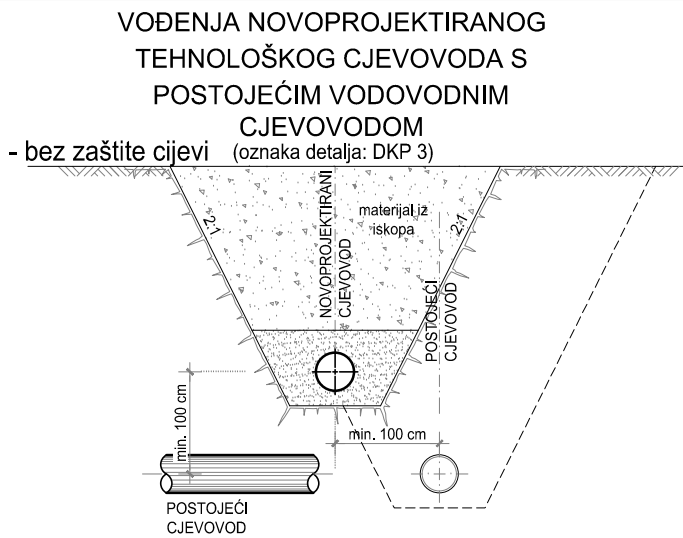 VOĐENJA NOVOPROJEKTIRANOG
TEHNOLOŠKOG CJEVOVODA S
POSTOJEĆIM VODOVODNIM
CJEVOVODOM
- bez zaštite cijevi (oznaka detalja: DKP 3)
2:1
NOVOPROJEKTIRANI
CJEVOVOD
materijal iz
iskopa
2:1
POSTOJEĆI
CJEVOVOD
min. 100 cm
min. 100 cm
POSTOJEĆI
CJEVOVOD